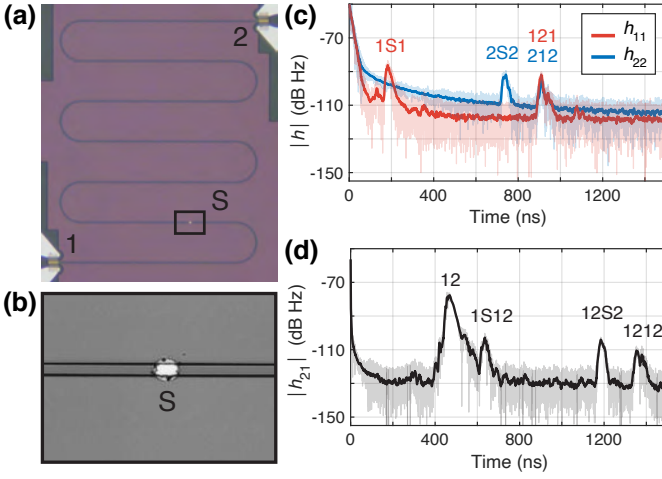 (a)
2
S
1
(b)
S
(c)
|h| (dB Hz)
-70
-110
-150
1S1
2S2
121
212
h₁₁
h₂₂
0
400
800
1200
Time (ns)
(d)
|h₂₁| (dB Hz)
-70
-110
-150
12
1S12
12S2
1212
0
400
800
1200
Time (ns)